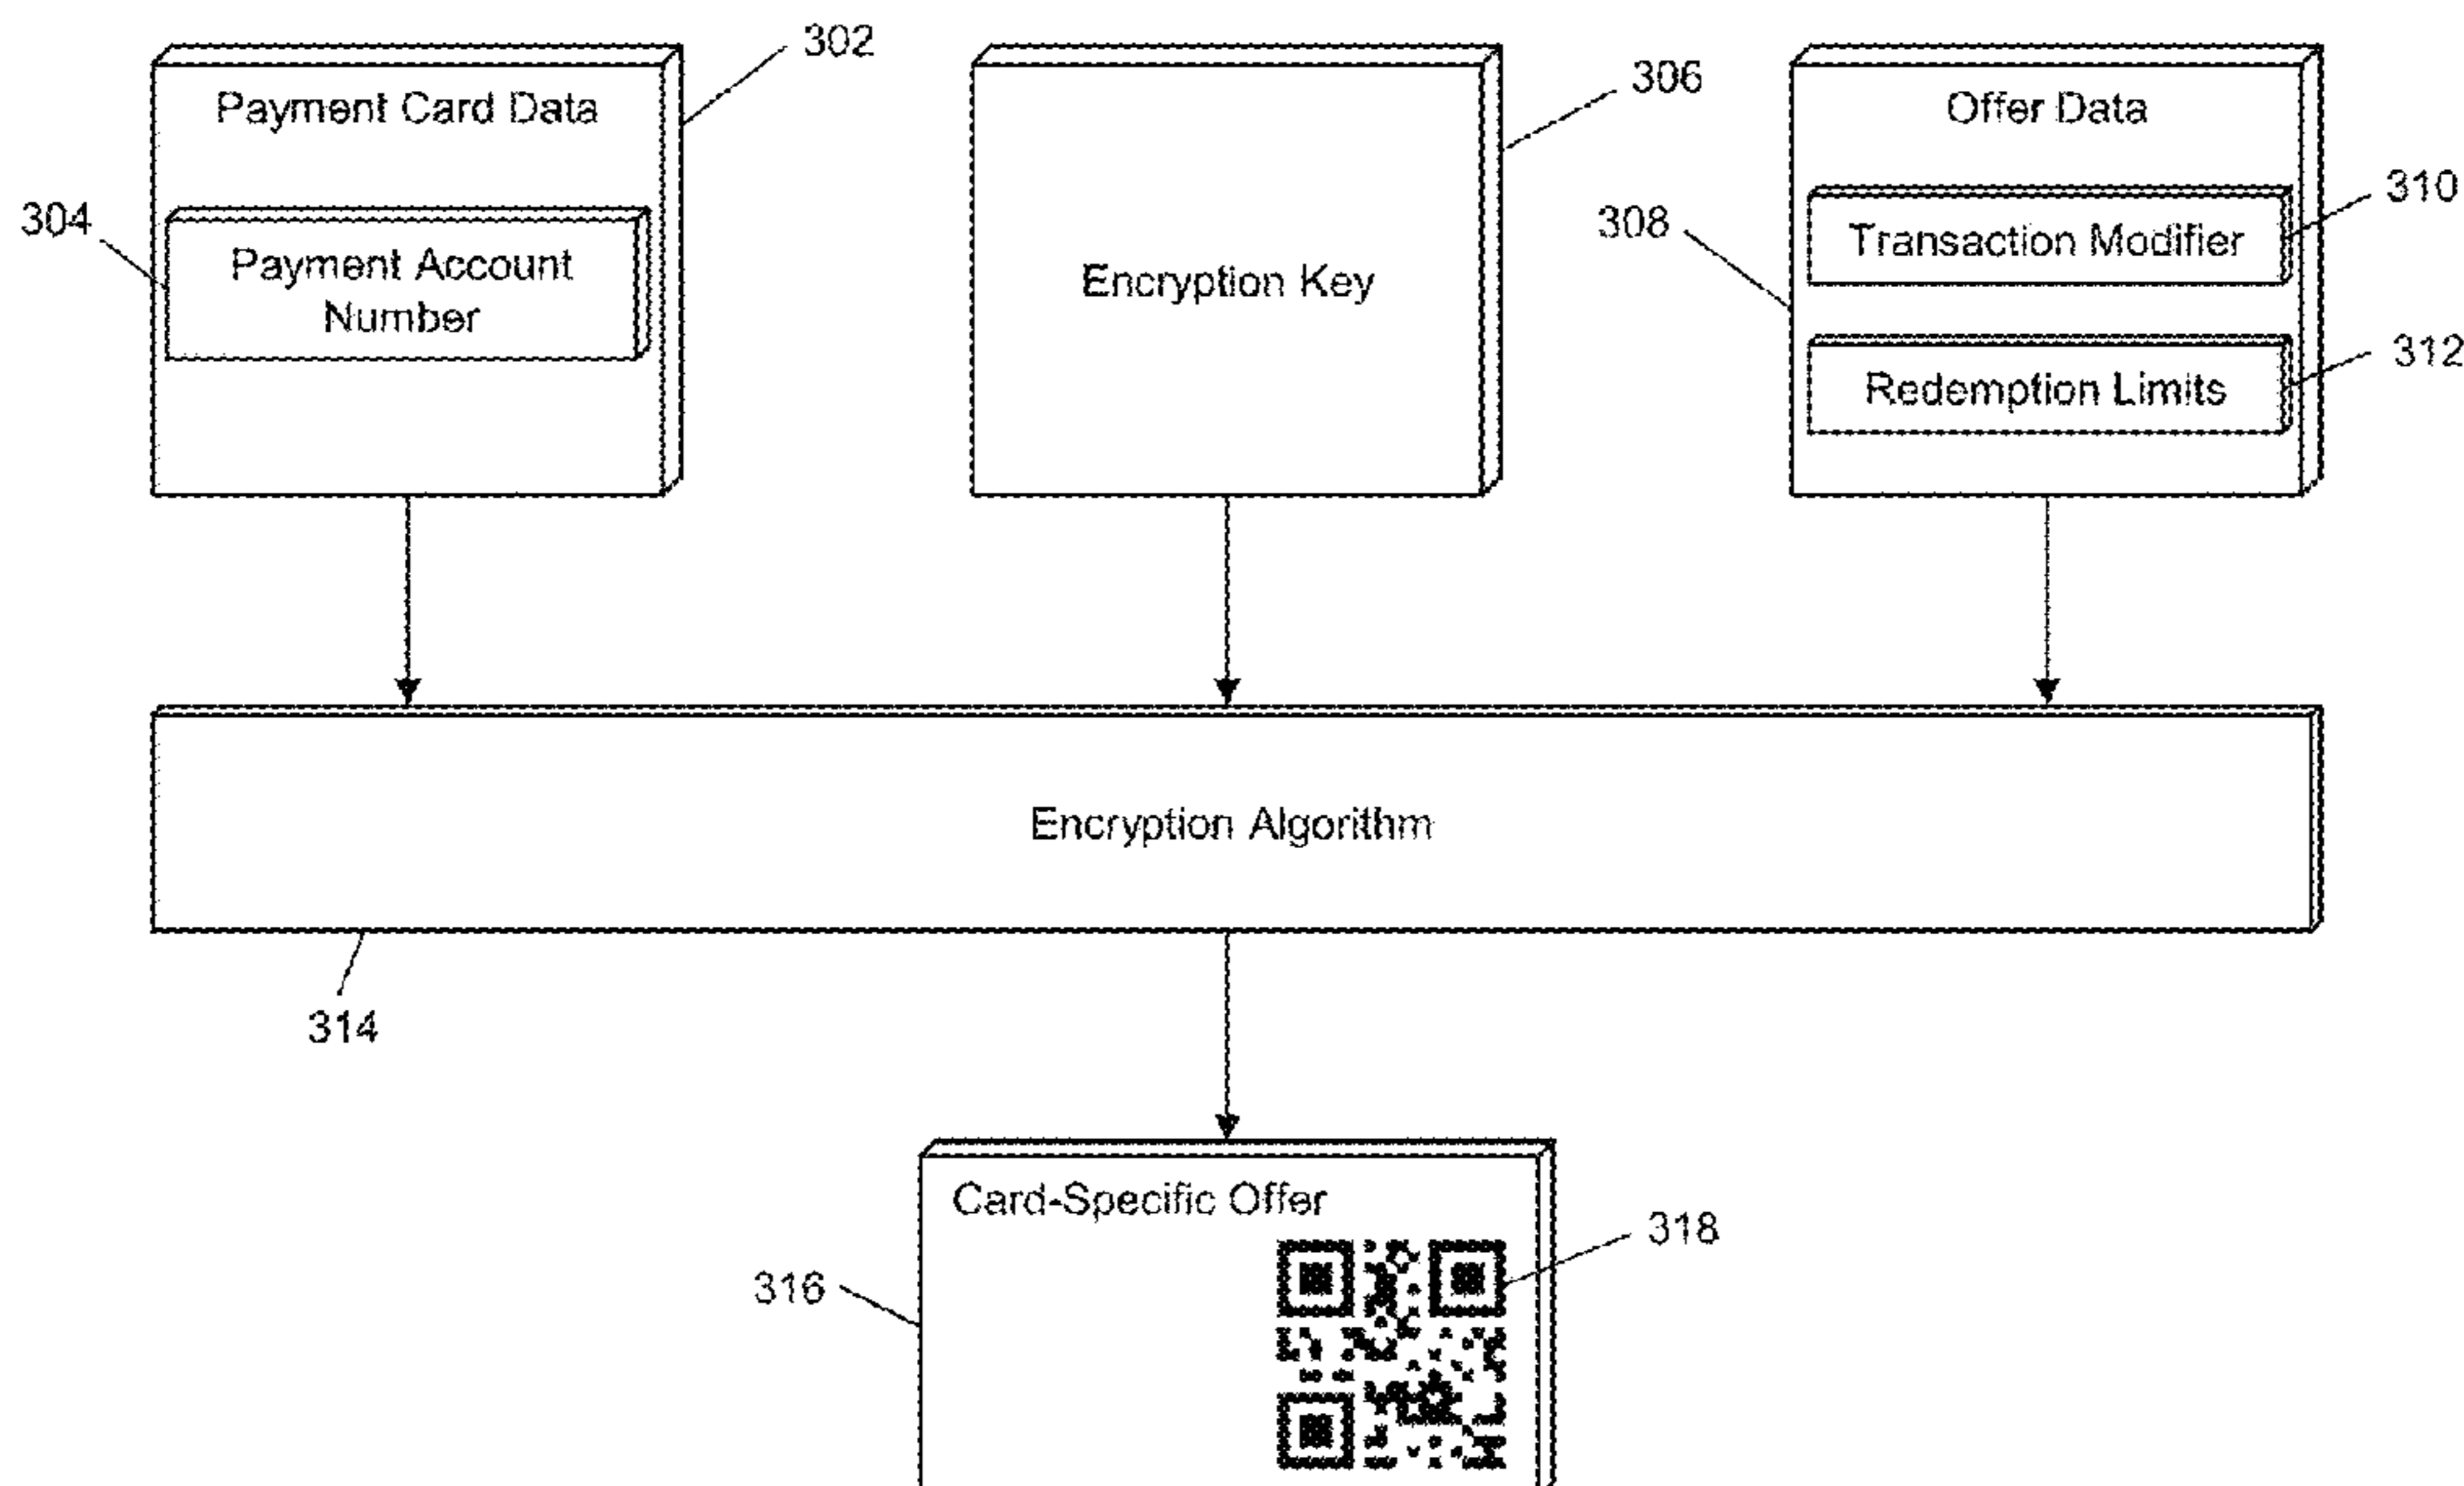 302
Payment Card Data
304
Payment Account
Number
306
Encryption Key
Offer Data
308
310
Transaction Modifier
312
Redemption Limits
Encryption Algorithm
314
Card-Specific Offer
316
318